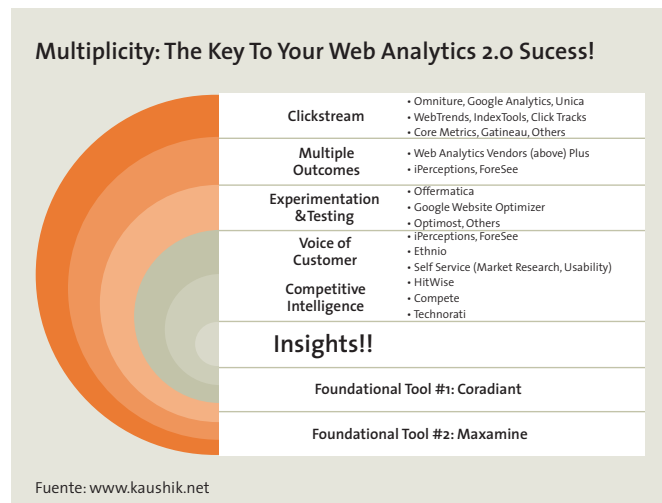 Multiplicity: The Key To Your Web Analytics 2.0 Sucess!
Clickstream
• Omniture, Google Analytics, Unica
• WebTrends, IndexTools, Click Tracks
• Core Metrics, Gatineau, Others
Multiple
Outcomes
• Web Analytics Vendors (above) Plus
• iPerceptions, ForeSee
Experimentation
&Testing
• Offermatica
• Google Website Optimizer
• Optimost, Others
Voice of
Customer
• iPerceptions, ForeSee
• Ethnio
• Self Service (Market Research, Usability)
Competitive
Intelligence
• HitWise
• Compete
• Technorati
Insights!!
Foundational Tool #1: Coradiant
Foundational Tool #2: Maxamine
Fuente: www.kaushik.net